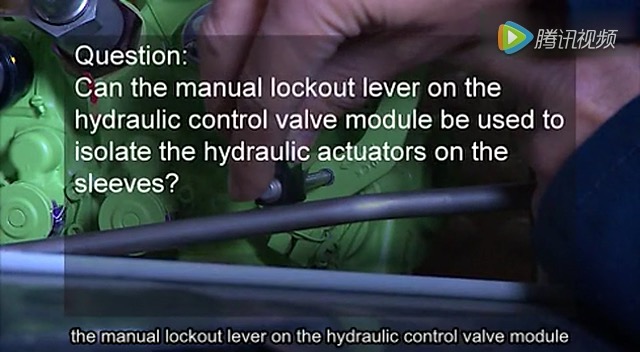 腾讯视频
Question:
Can the manual lockout lever on the
hydraulic control valve module be used to
isolate the hydraulic actuators on the
sleeves?
the manual lockout lever on the hydraulic control valve module